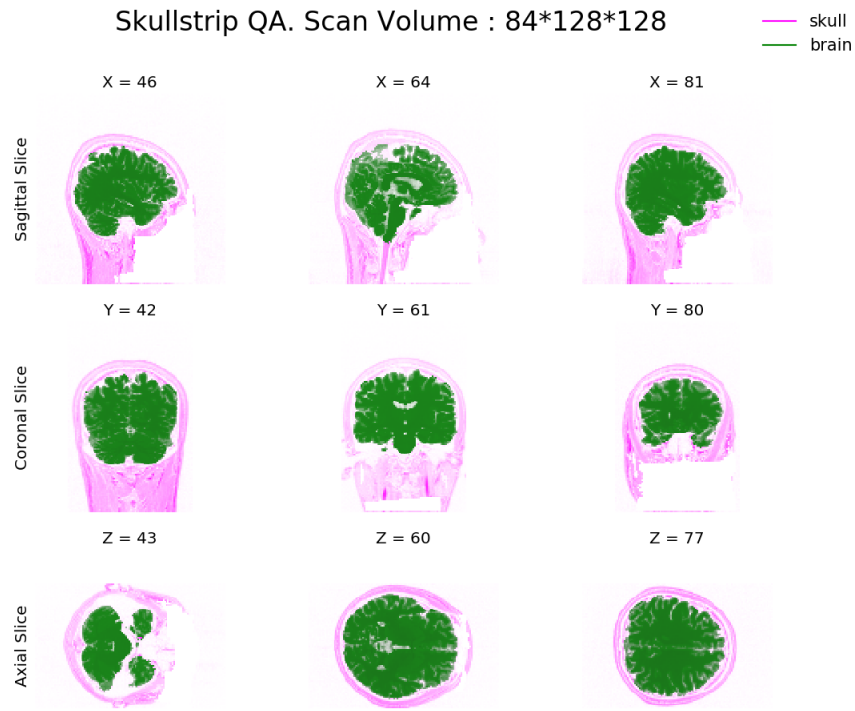 Skullstrip QA. Scan Volume : 84*128*128
skull
brain
X = 46
X = 64
X = 81
Sagittal Slice
Y = 42
Y = 61
Y = 80
Coronal Slice
Z = 43
Z = 60
Z = 77
Axial Slice